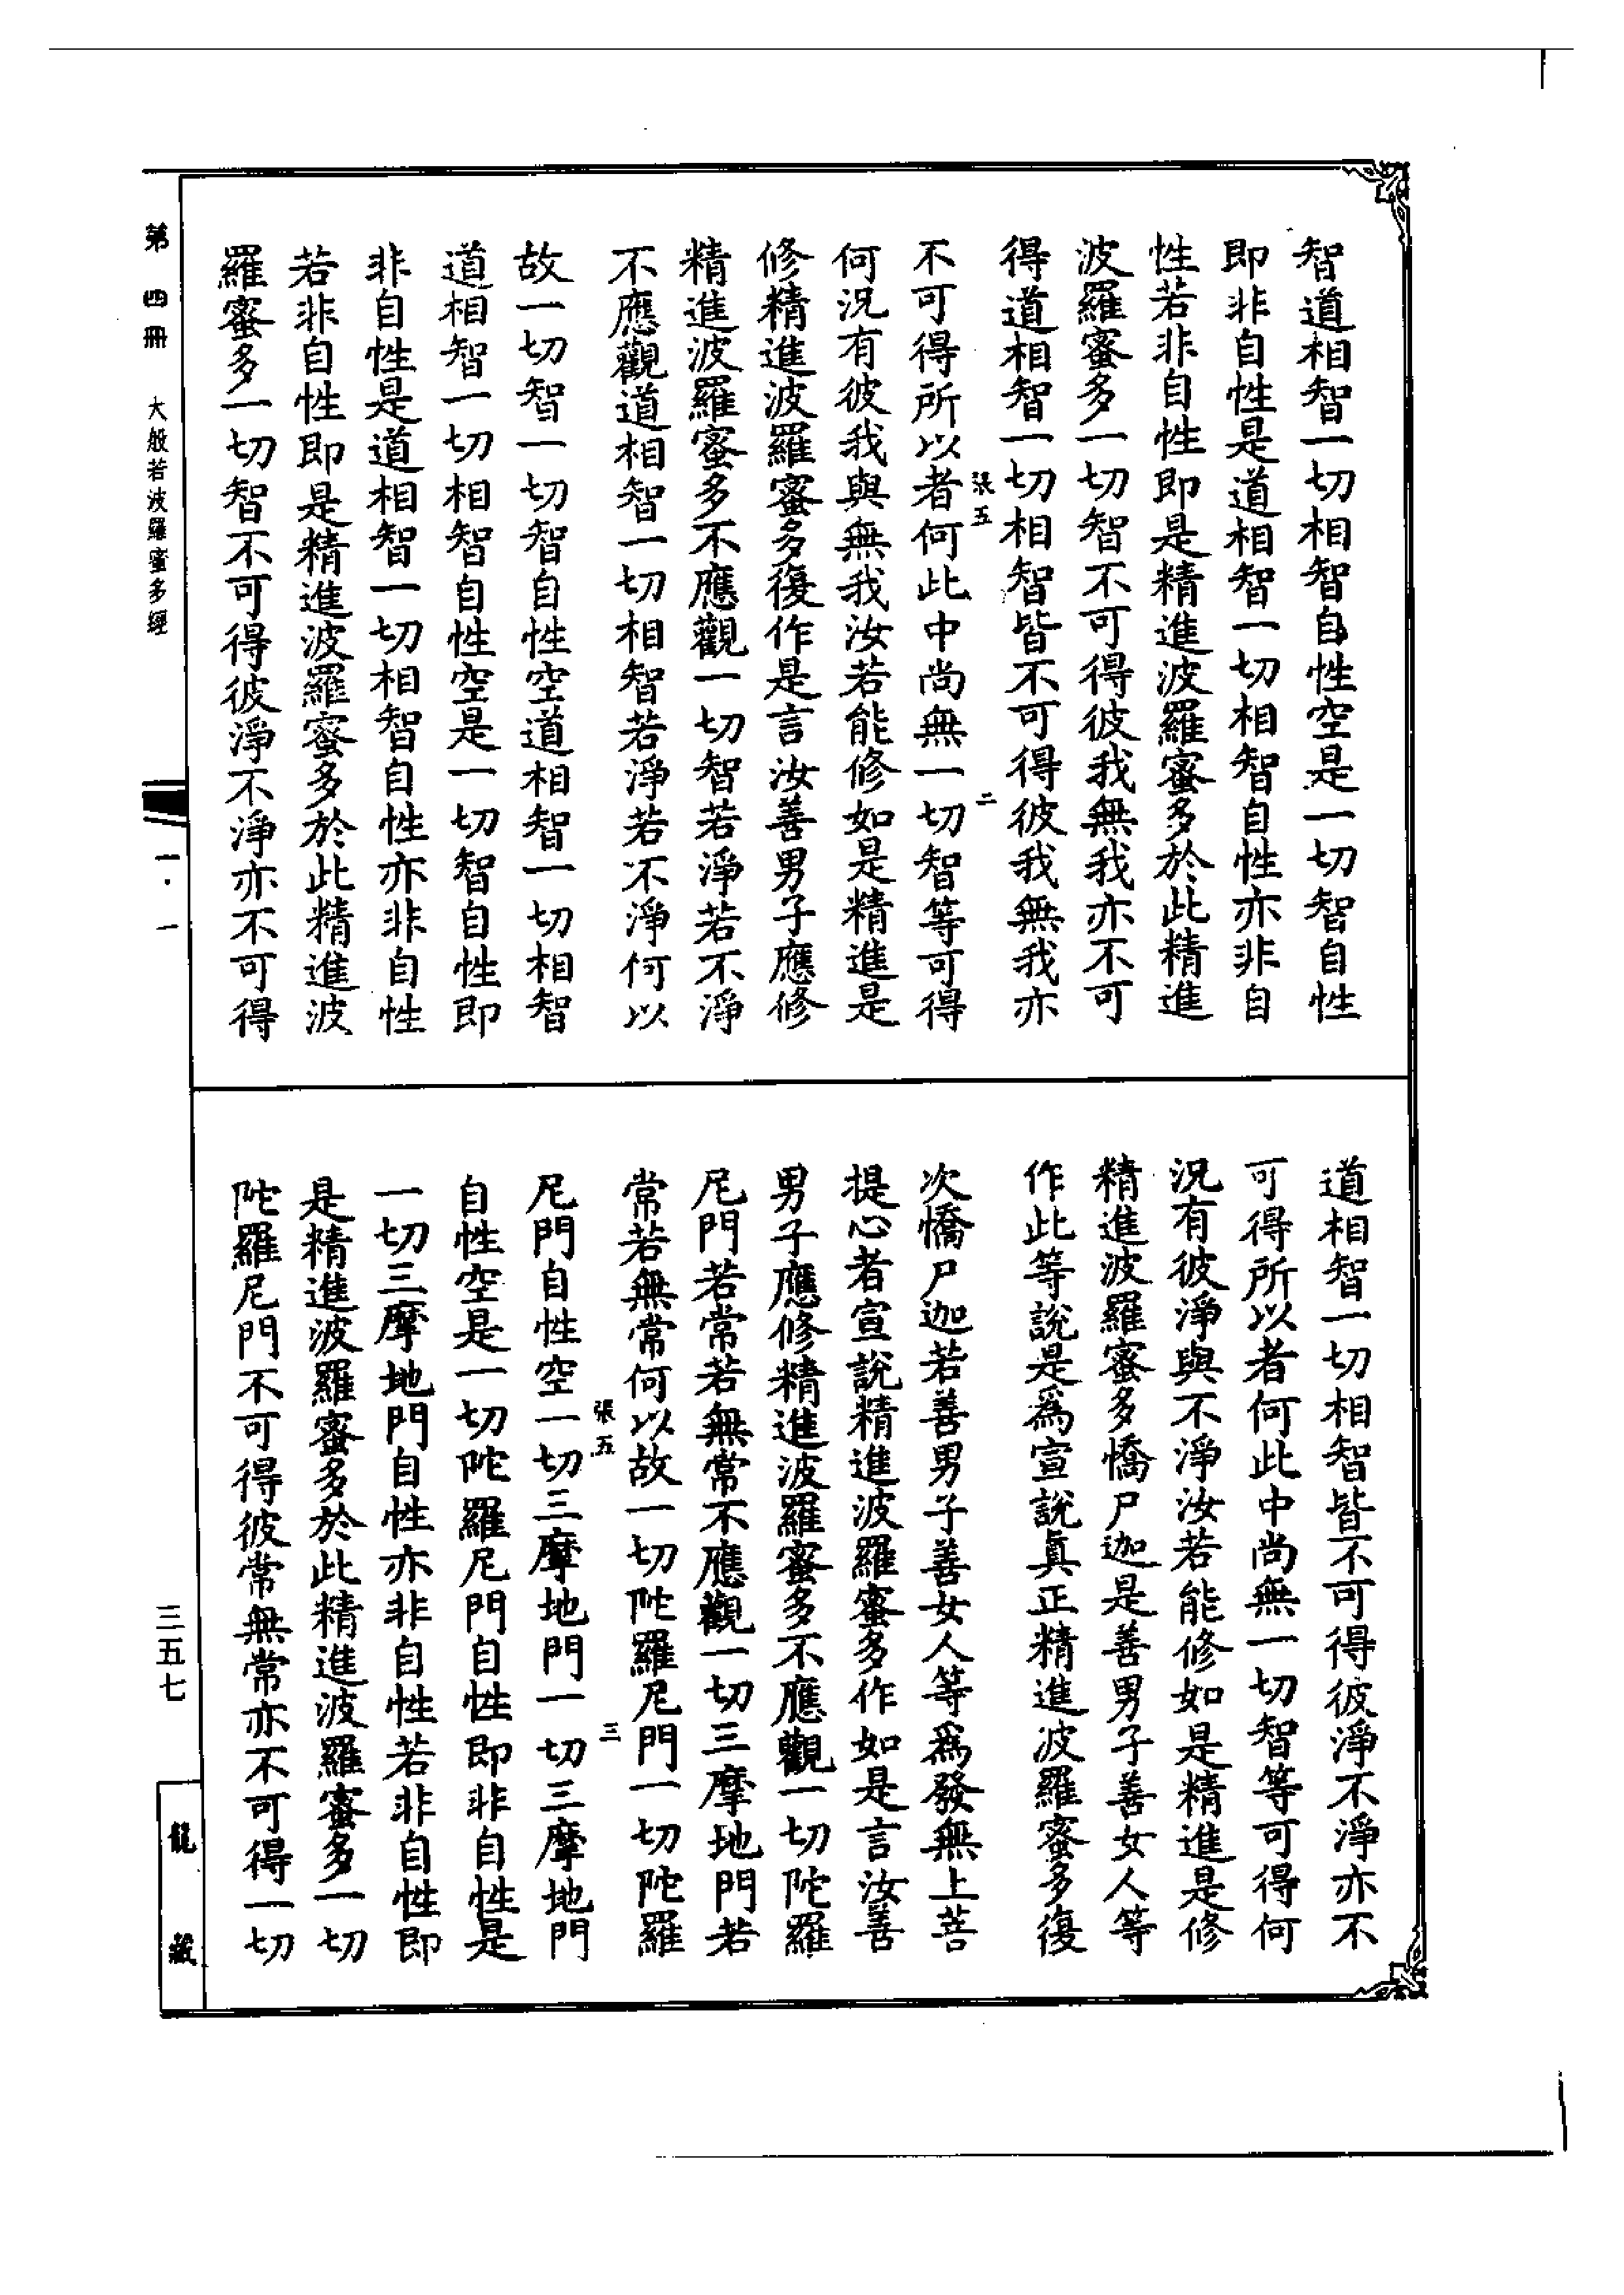 智道相智一切相智自性空是一切智自性
即非自性是道相智一切相智自性亦非自
性若非自性即是精進波羅蜜多於此精進
波羅蜜多一切智不可得彼我無我亦不可
得道相智一切相智皆不可得彼我無我亦
張五
二
不可得所以者何此中尚無一切智等可得
何況有彼我與無我汝若能修如是精進是
修精進波羅蜜多復作是言汝善男子應修
精進波羅蜜多不應觀一切智若淨若不淨
不應觀道相智一切相智若淨若不淨何以
故一切智一切智自性空道相智一切相智
道相智一切相智自性空是一切智自性即
非自性是道相智一切相智自性亦非自性
若非自性即是精進波羅蜜多於此精進波
羅蜜多一切智不可得彼淨不淨亦不可得
道相智一切相智皆不可得彼淨不淨亦不
可得所以者何此中尚無一切智等可得何
況有彼淨與不淨汝若能修如是精進是修
精進波羅蜜多憍尸迦是善男子善女人等
作此等說是為宣說真正精進波羅蜜多復
次憍尸迦若善男子善女人等為發無上菩
提心者宣說精進波羅蜜多作如是言汝善
男子應修精進波羅蜜多不應觀一切陀羅
尼門若常若無常不應觀一切三摩地門若
常若無常何以故一切陀羅尼門一切陀羅
張五
三
尼門自性空一切三摩地門一切三摩地門
自性空是一切陀羅尼門自性即非自性是
一切三摩地門自性亦非自性若非自性即
是精進波羅蜜多於此精進波羅蜜多一切
陀羅尼門不可得彼常無常亦不可得一切
第四冊 大般若波羅蜜多經
一·一
三五七
龍藏